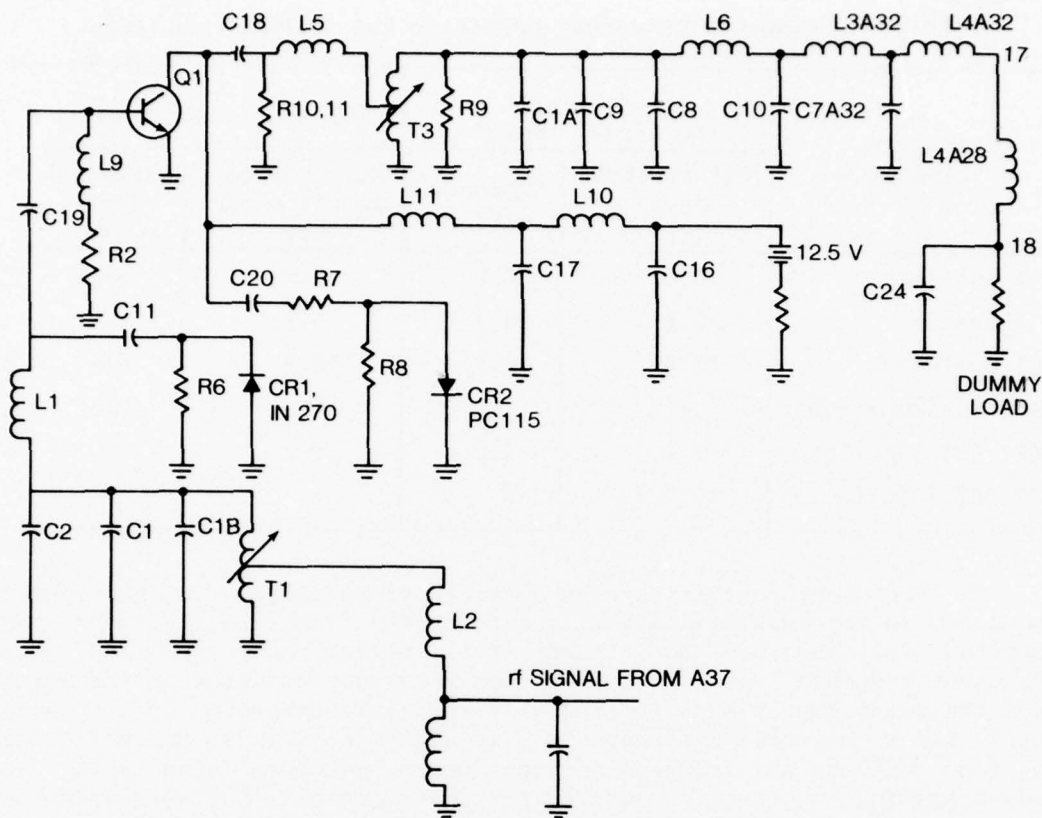 C18
L5
L6
L3A32
L4A32
17
Q1
R10,11
T3
R9
C1A
C9
C8
C10
C7A32
L9
L4A28
C19
R2
L11
L10
C17
C16
12.5 V
18
C24
C20
R7
C11
R6
CR1,
IN 270
R8
CR2
PC115
DUMMY
LOAD
L1
C2
C1
C1B
T1
L2
rf SIGNAL FROM A37